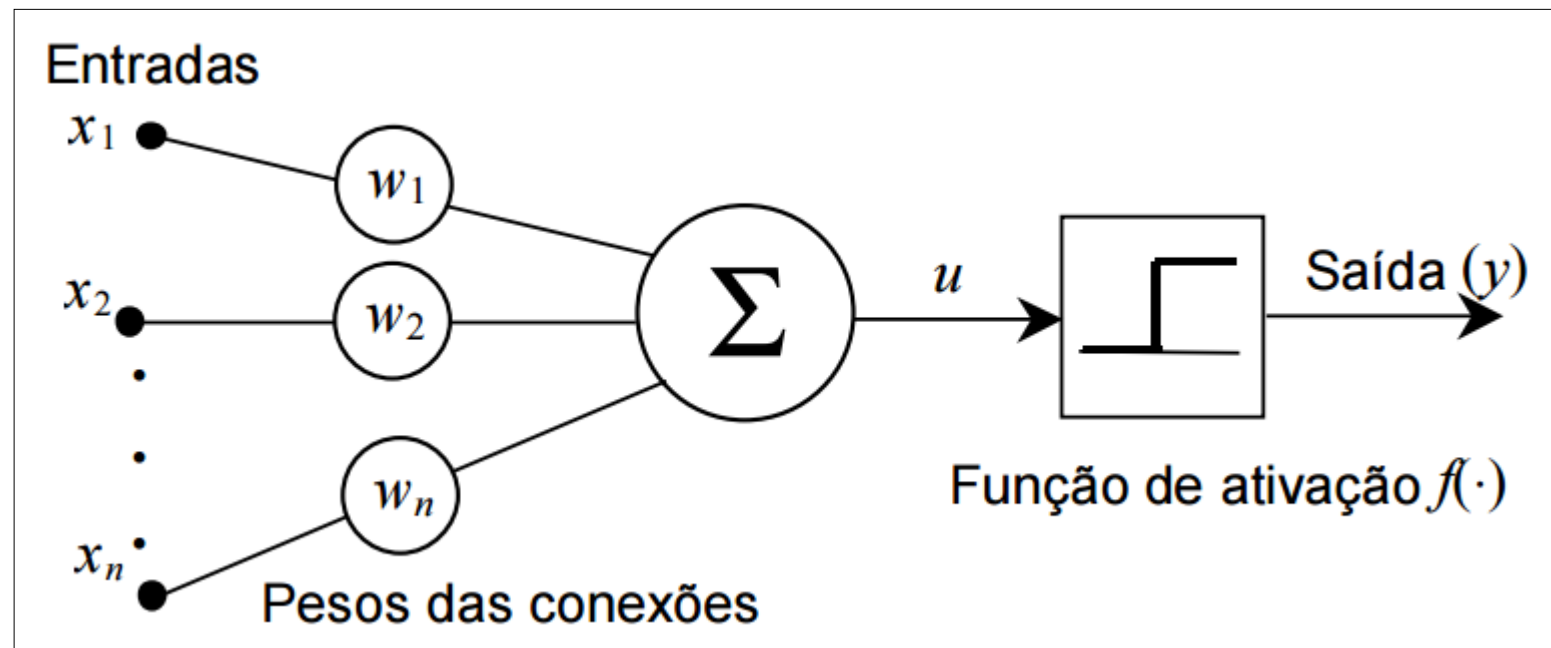 Entradas
x1
w1
x2
w2
Σ
u
Saída (y)
wn
Função de ativação f(·)
xn
Pesos das conexões